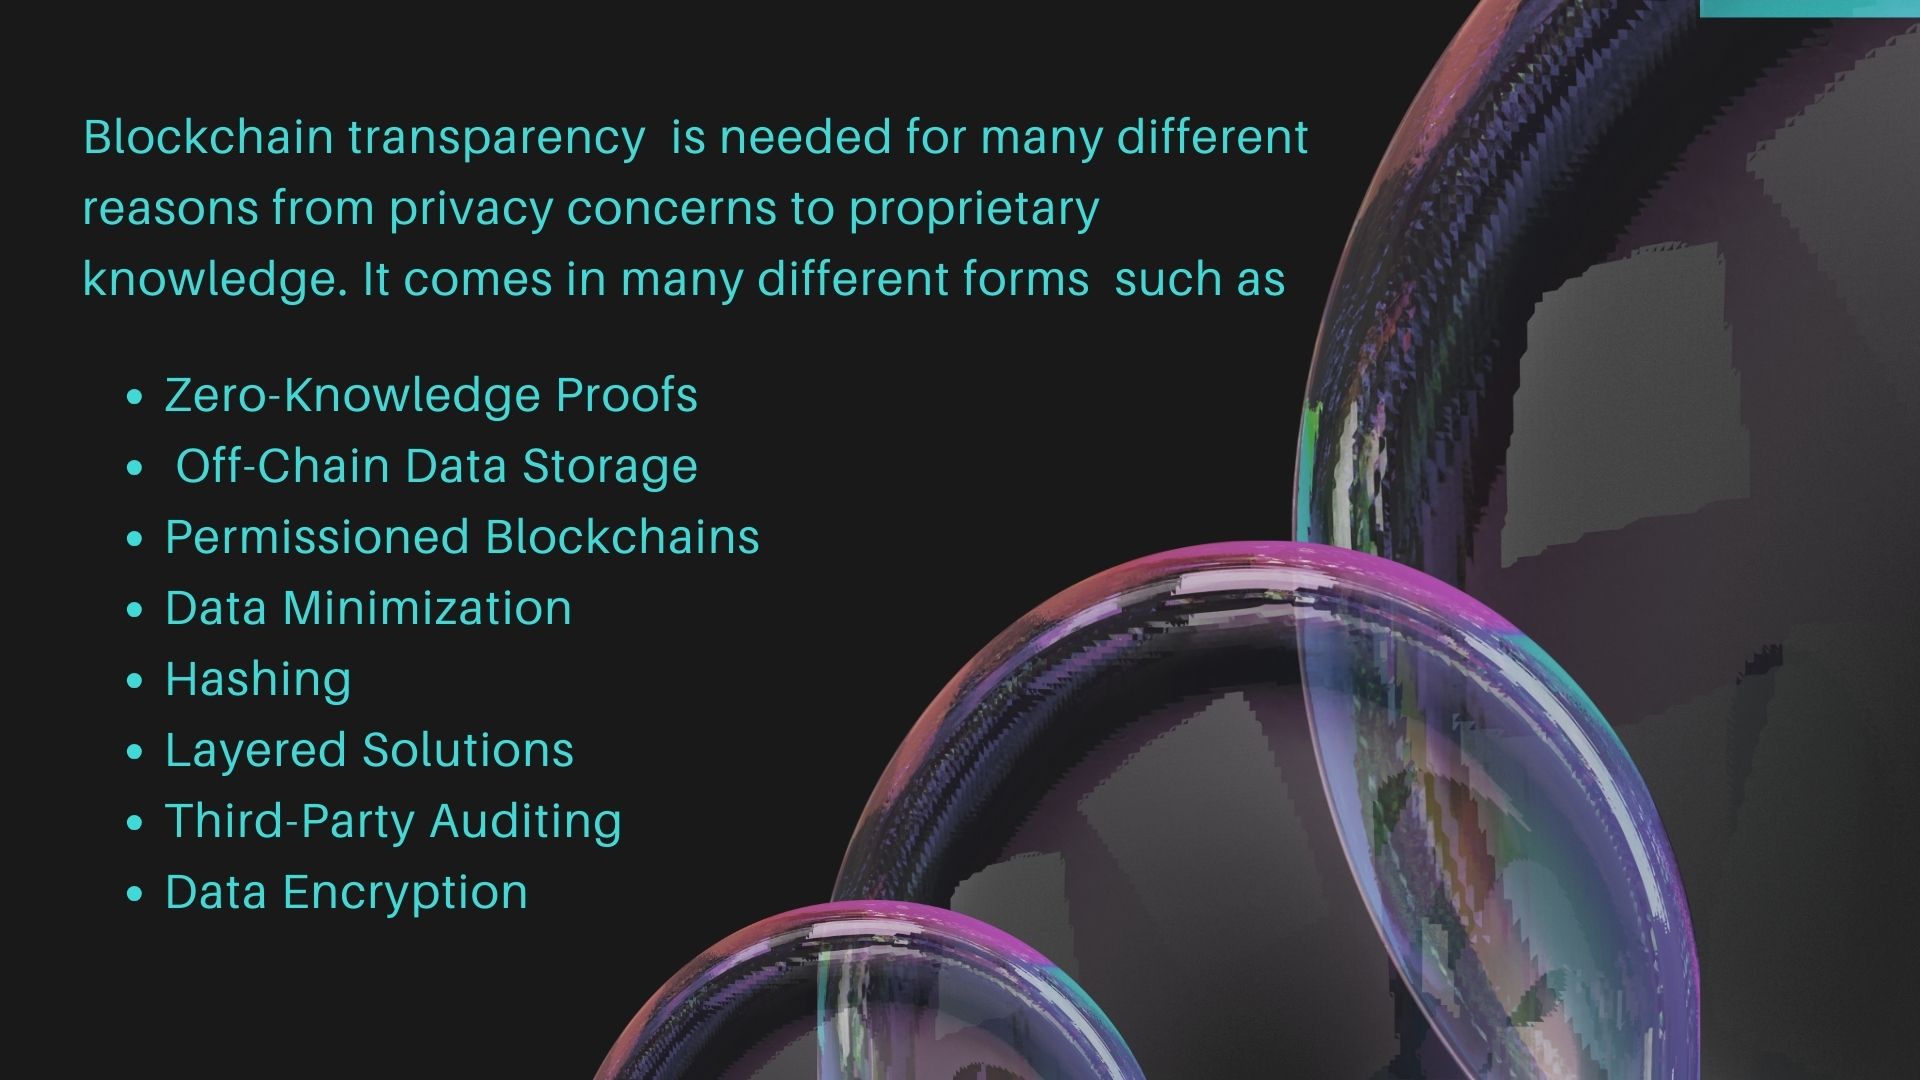 Blockchain transparency  is needed for many different
reasons from privacy concerns to proprietary
knowledge. It comes in many different forms  such as
• Zero-Knowledge Proofs
•  Off-Chain Data Storage
• Permissioned Blockchains
• Data Minimization
• Hashing
• Layered Solutions
• Third-Party Auditing
• Data Encryption